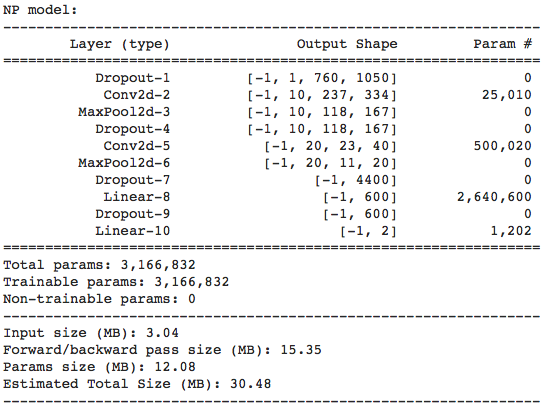 NP model:
----------------------------------------------------------------
Layer (type) Output Shape Param #
================================================================
Dropout-1 [-1, 1, 760, 1050] 0
Conv2d-2 [-1, 10, 237, 334] 25,010
MaxPool2d-3 [-1, 10, 118, 167] 0
Dropout-4 [-1, 10, 118, 167] 0
Conv2d-5 [-1, 20, 23, 40] 500,020
MaxPool2d-6 [-1, 20, 11, 20] 0
Dropout-7 [-1, 4400] 0
Linear-8 [-1, 600] 2,640,600
Dropout-9 [-1, 600] 0
Linear-10 [-1, 2] 1,202
================================================================
Total params: 3,166,832
Trainable params: 3,166,832
Non-trainable params: 0
----------------------------------------------------------------
Input size (MB): 3.04
Forward/backward pass size (MB): 15.35
Params size (MB): 12.08
Estimated Total Size (MB): 30.48
----------------------------------------------------------------